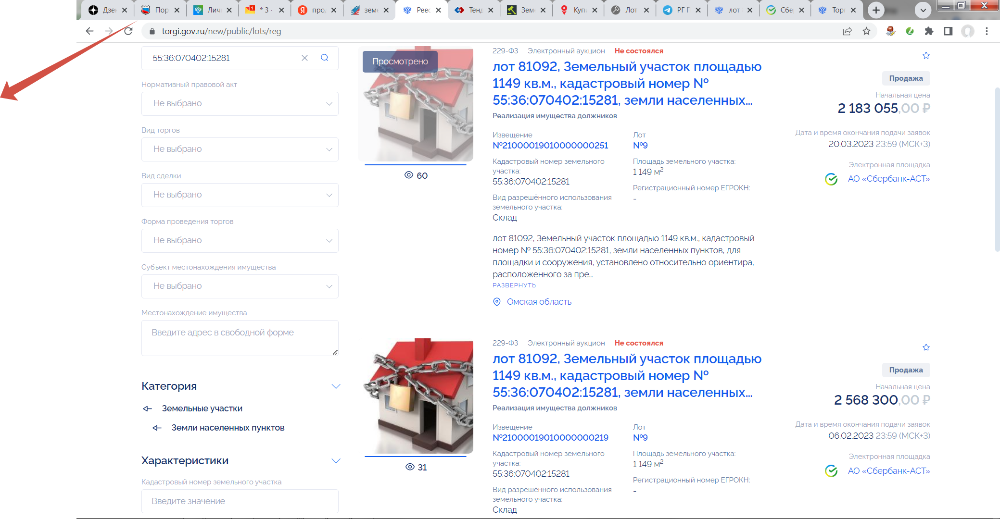 Дзен
Пор
Личн
* 3 ·
прод
земе
Реес
Тенд
Земе
Купи
Лот
РГ Г
лот
Сбе
Торг
torgi.gov.ru/new/public/lots/reg
55:36:070402:15281
Нормативный правовой акт
Не выбрано
Вид торгов
Не выбрано
Вид сделки
Не выбрано
Форма проведения торгов
Не выбрано
Субъект местонахождения имущества
Не выбрано
Местонахождение имущества
Введите адрес в свободной форме
Категория
Земельные участки
Земли населенных пунктов
Характеристики
Кадастровый номер земельного участка
Введите значение
Просмотрено
60
229-ФЗ Электронный аукцион Не состоялся
лот 81092, Земельный участок площадью
1149 кв.м., кадастровый номер №
55:36:070402:15281, земли населенных...
Реализация имущества должников
Извещение
№21000019010000000251
Лот
№9
Кадастровый номер земельного
участка:
55:36:070402:15281
Площадь земельного участка:
1 149 м²
Регистрационный номер ЕГРОКН:
-
Вид разрешённого использования
земельного участка:
Склад
лот 81092, Земельный участок площадью 1149 кв.м., кадастровый
номер № 55:36:070402:15281, земли населенных пунктов, для
площадки и сооружения, установлено относительно ориентира,
расположенного за пре...
РАЗВЕРНУТЬ
Омская область
Продажа
Начальная цена
2 183 055,00 ₽
Дата и время окончания подачи заявок
20.03.2023 23:59 (МСК+3)
Электронная площадка
АО «Сбербанк-АСТ»
31
229-ФЗ Электронный аукцион Не состоялся
лот 81092, Земельный участок площадью
1149 кв.м., кадастровый номер №
55:36:070402:15281, земли населенных...
Реализация имущества должников
Извещение
№21000019010000000219
Лот
№9
Кадастровый номер земельного
участка:
55:36:070402:15281
Площадь земельного участка:
1 149 м²
Регистрационный номер ЕГРОКН:
-
Вид разрешённого использования
земельного участка:
Склад
Продажа
Начальная цена
2 568 300,00 ₽
Дата и время окончания подачи заявок
06.02.2023 23:59 (МСК+3)
Электронная площадка
АО «Сбербанк-АСТ»